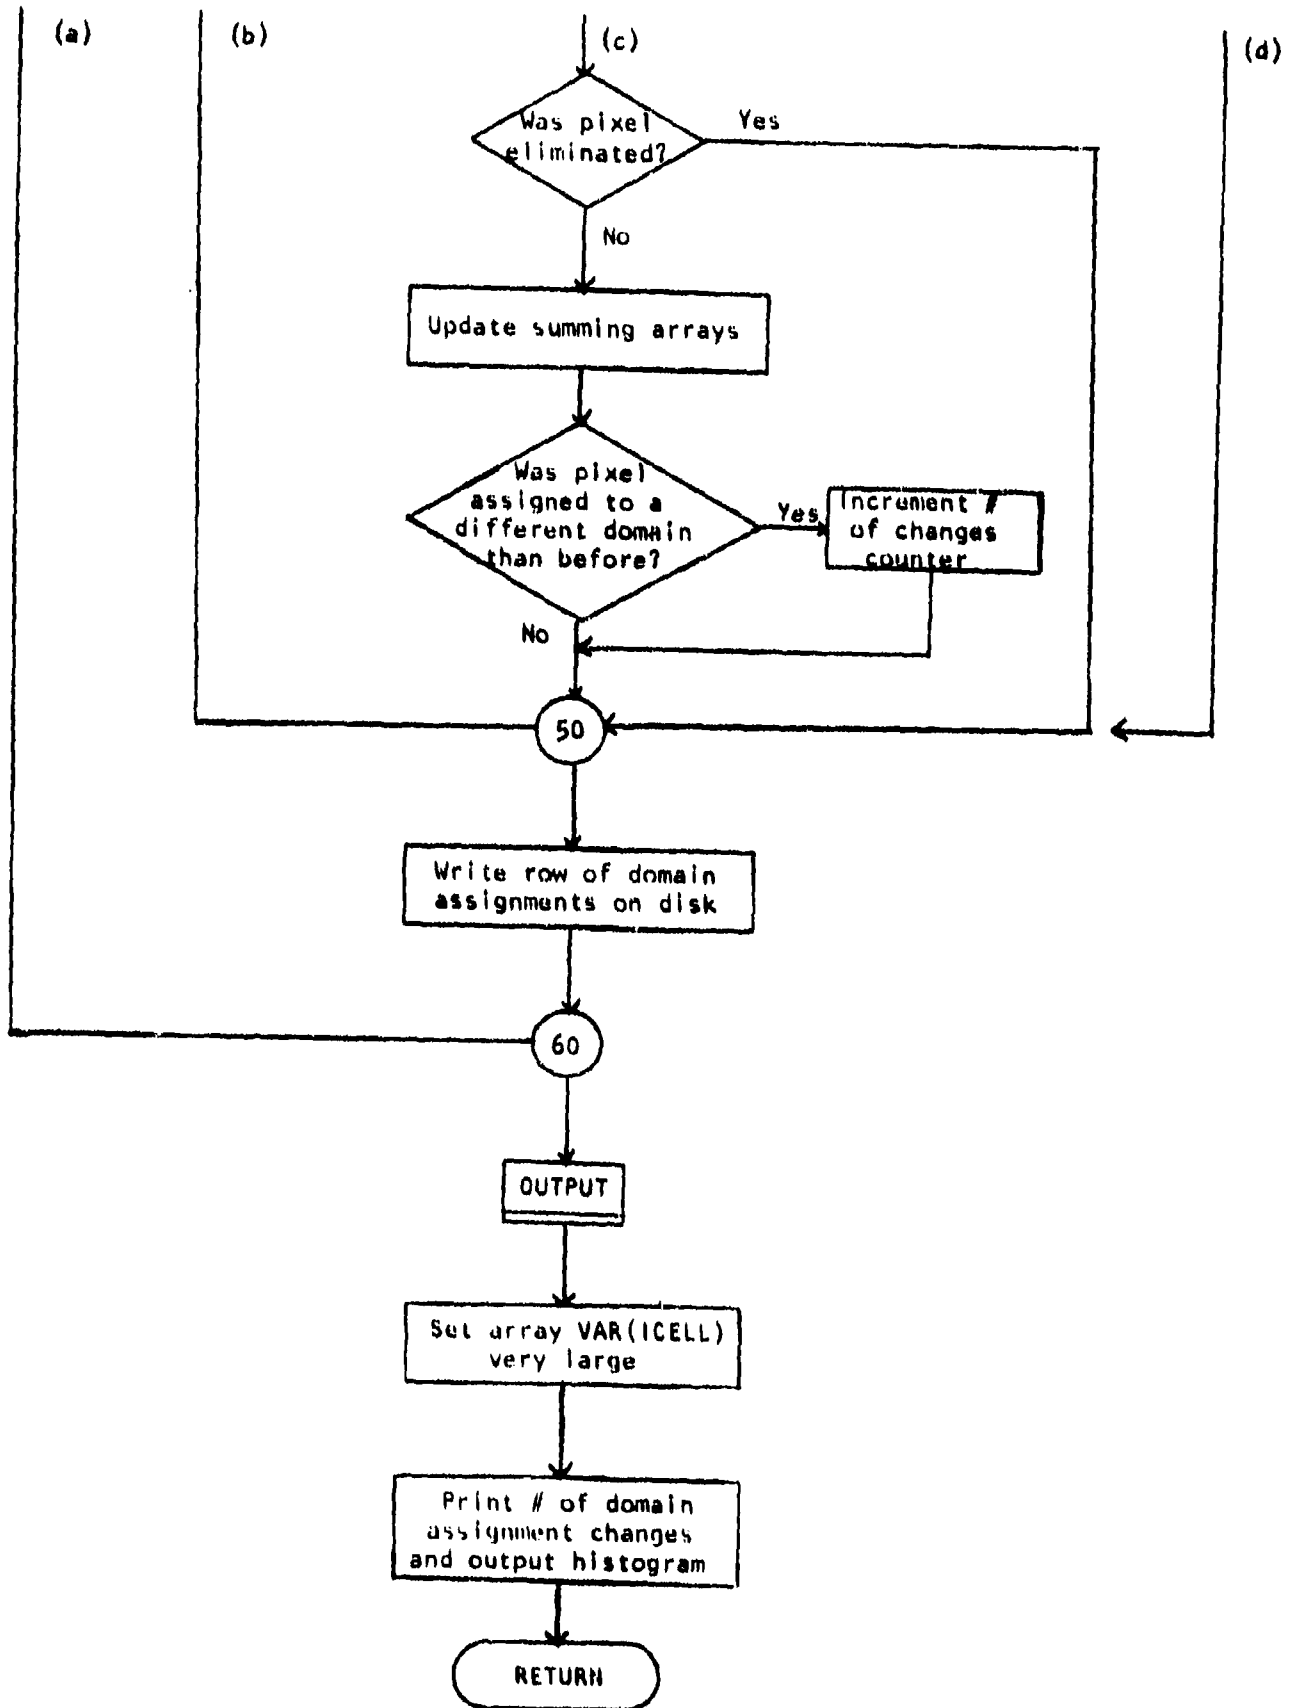 (a)
(b)
(c)
(d)
Was pixel
eliminated?
Yes
No
Update summing arrays
Was pixel
assigned to a
different domain
than before?
Yes
Increment #
of changes
counter
No
50
Write row of domain
assignments on disk
60
OUTPUT
Set array VAR(ICELL)
very large
Print # of domain
assignment changes
and output histogram
RETURN